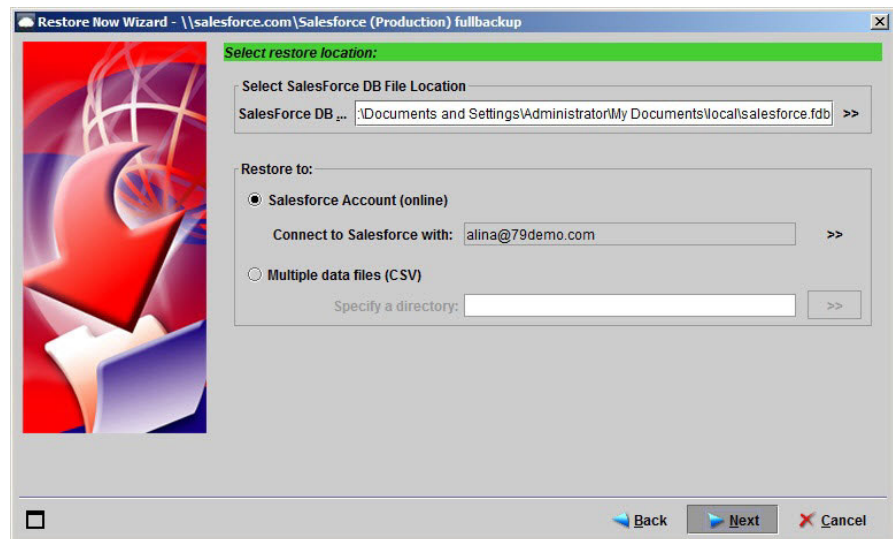 Restore Now Wizard - \\salesforce.com\Salesforce (Production) fullbackup
Select restore location:
Select SalesForce DB File Location
SalesForce DB ... :\Documents and Settings\Administrator\My Documents\local\salesforce.fdb >>
Restore to:
Salesforce Account (online)
Connect to Salesforce with: alina@79demo.com >>
Multiple data files (CSV)
Specify a directory: >>
Back Next Cancel